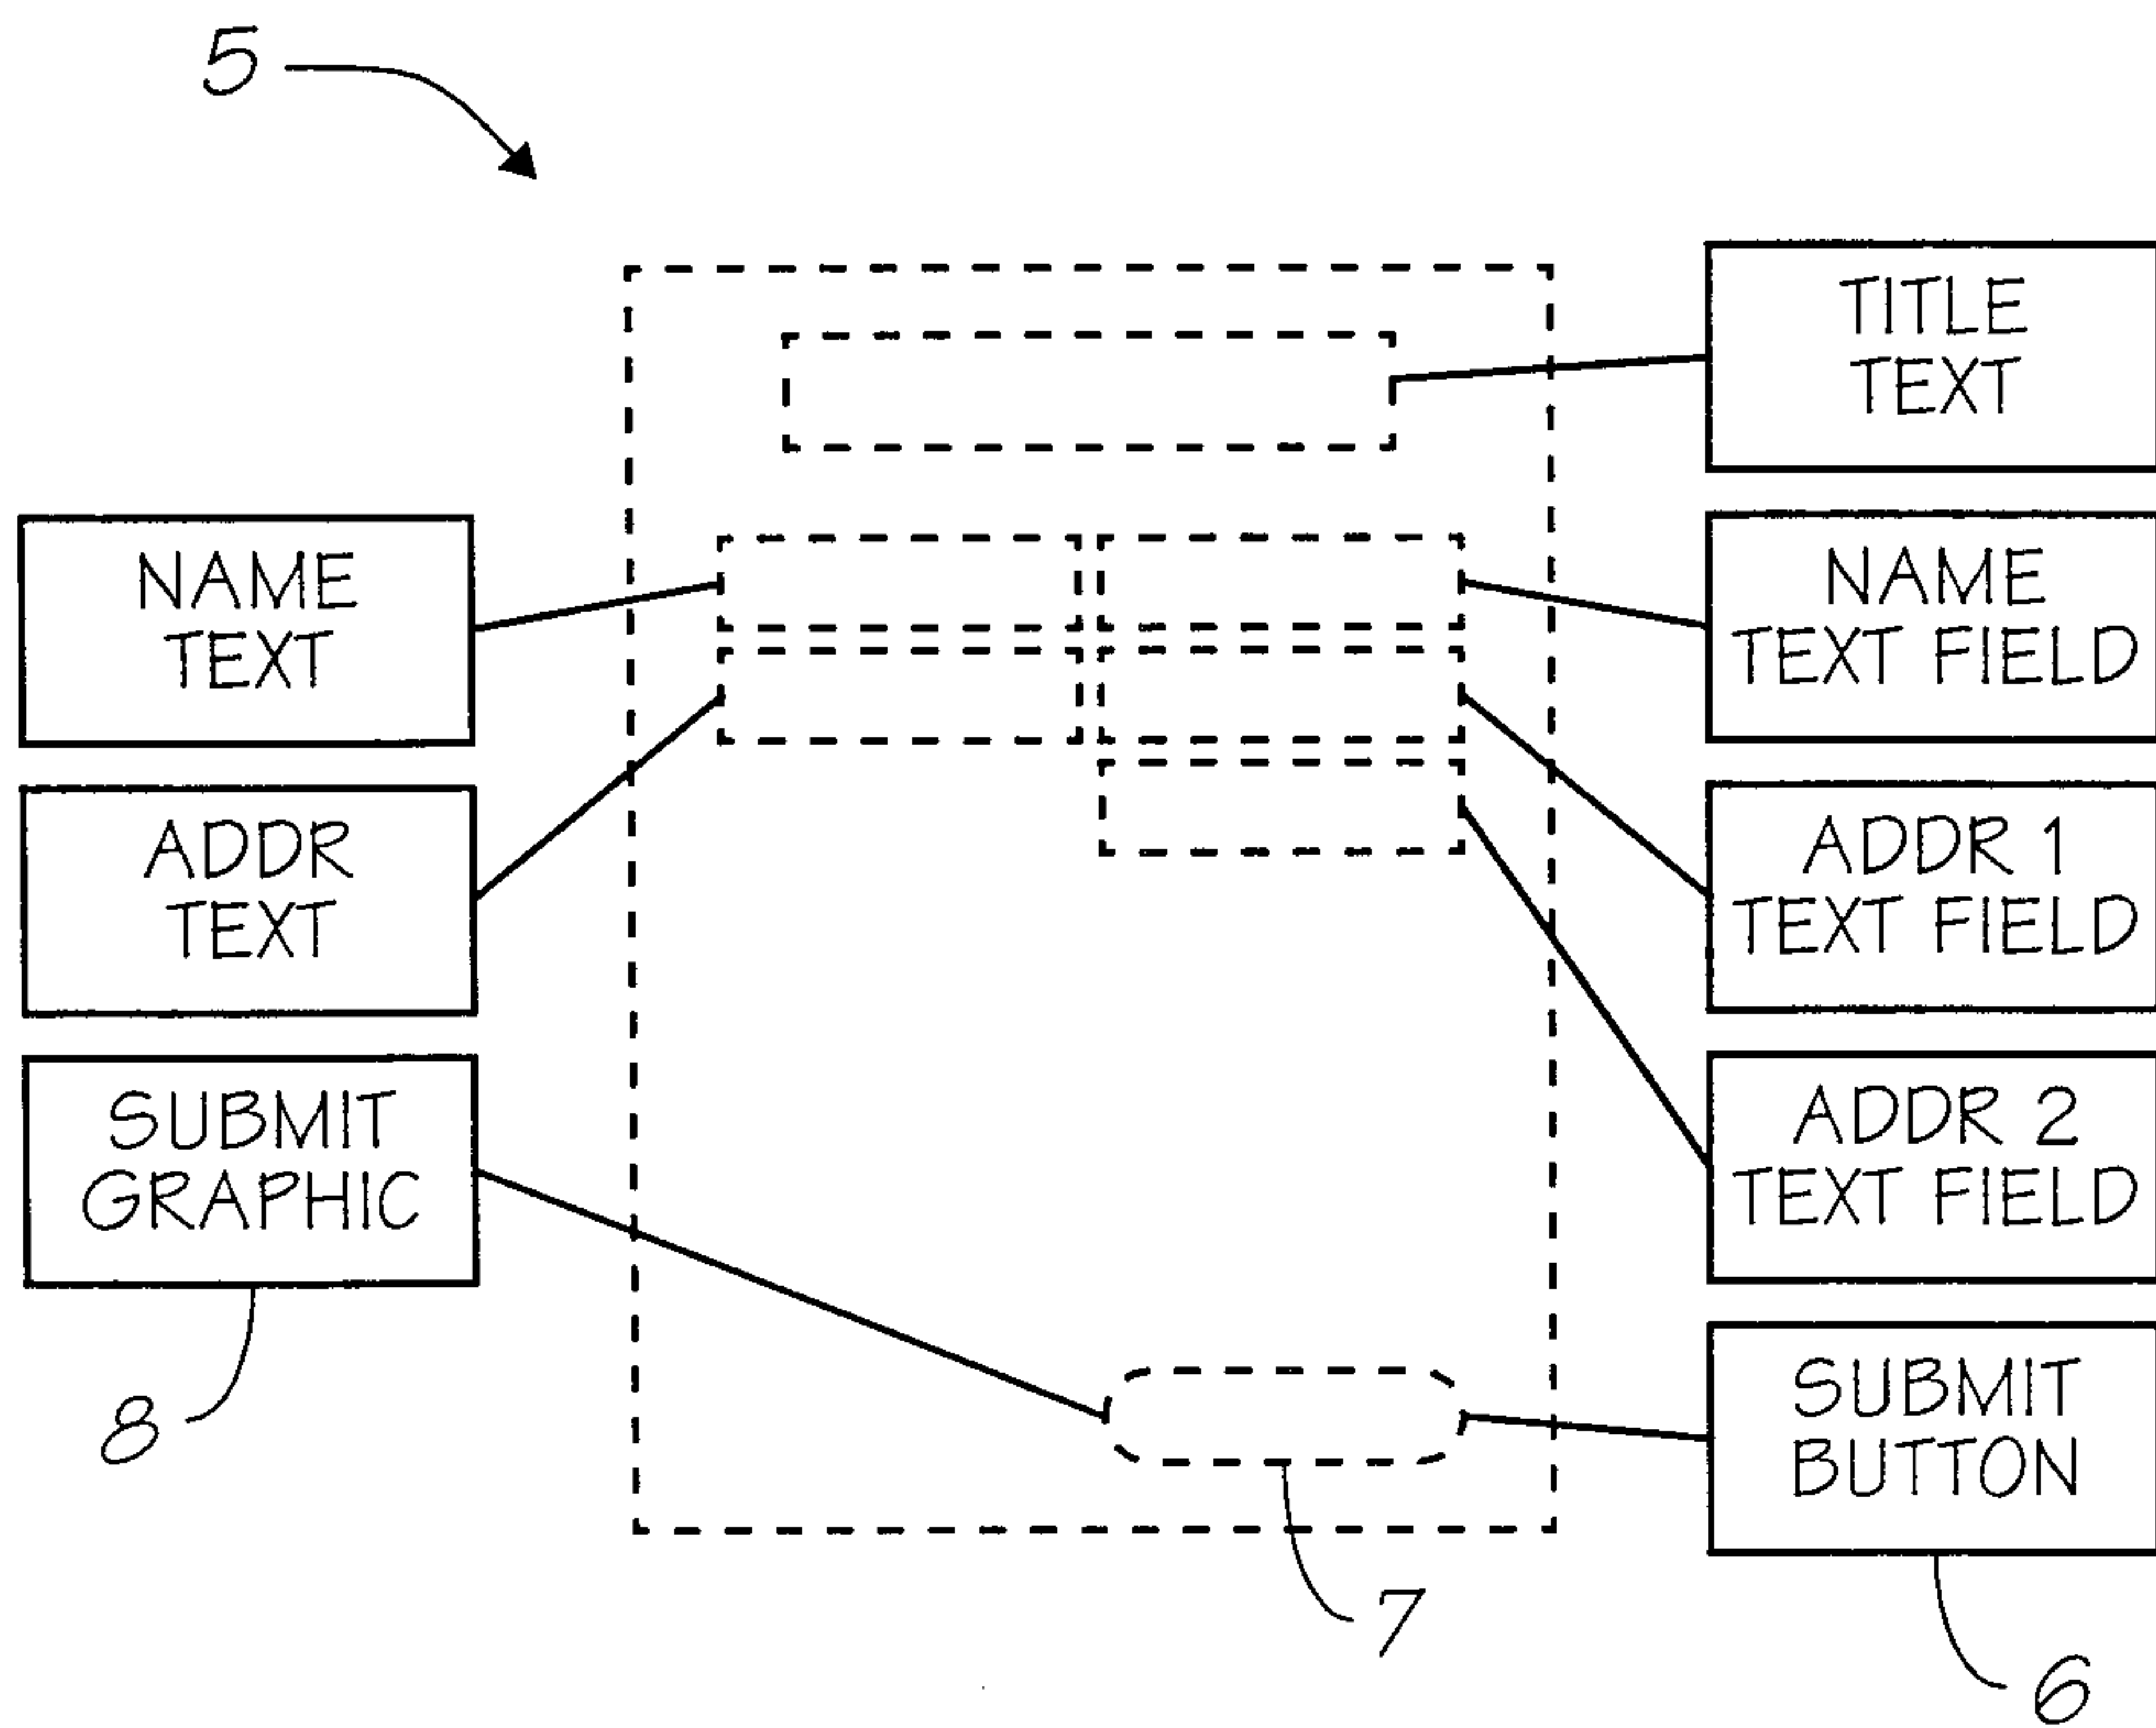 5
TITLE
TEXT
NAME
TEXT
NAME
TEXT FIELD
ADDR
TEXT
ADDR 1
TEXT FIELD
SUBMIT
GRAPHIC
ADDR 2
TEXT FIELD
8
SUBMIT
BUTTON
7
6